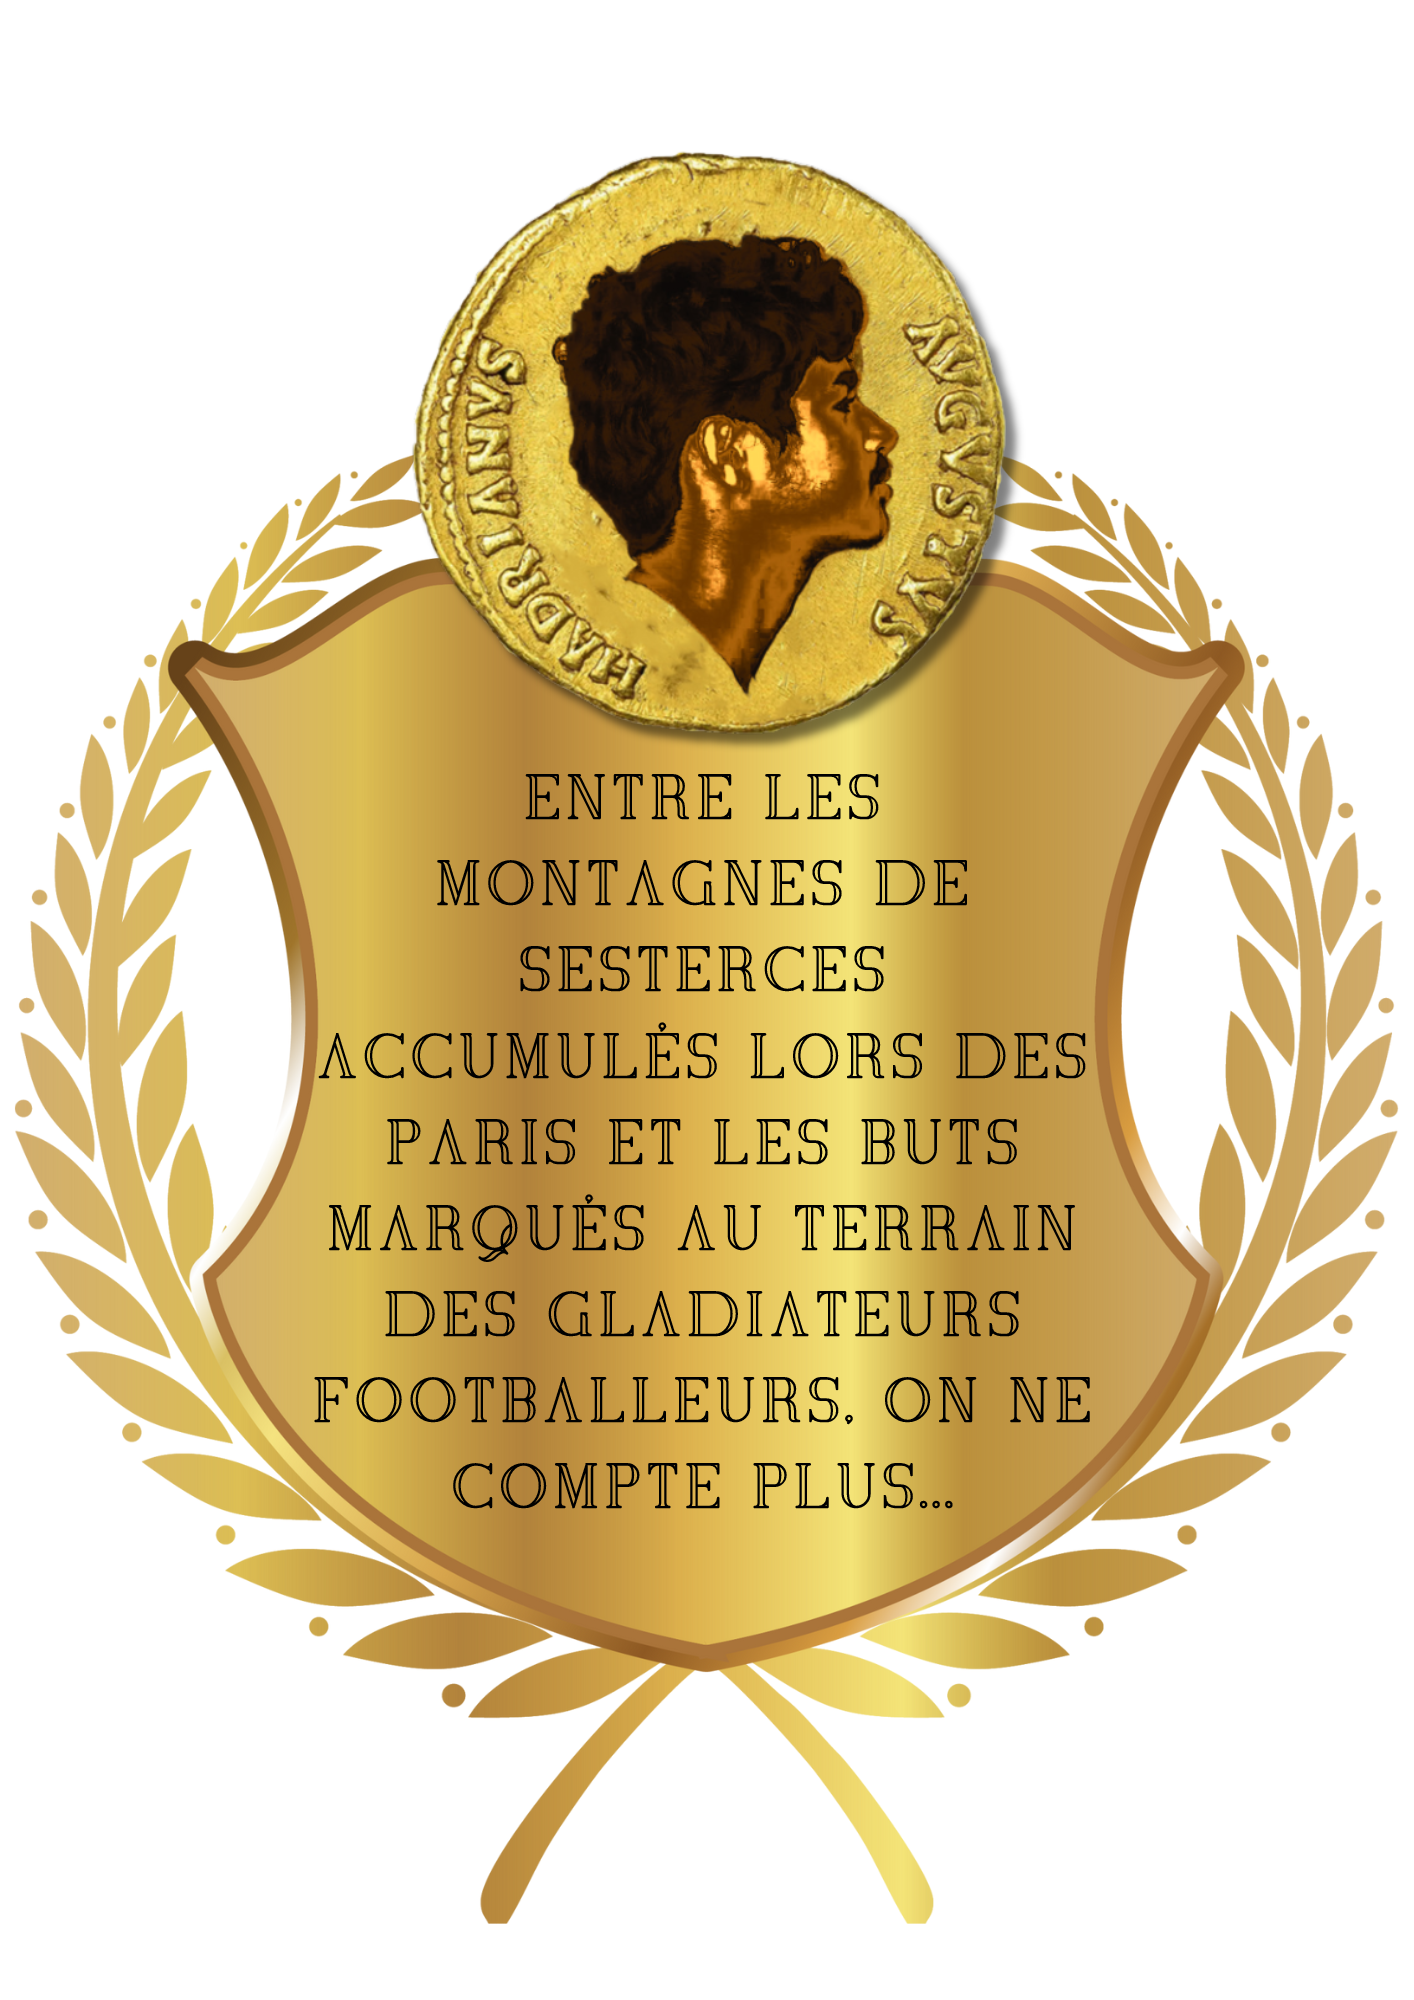 HADRIANVS
AVGVSTVS
ENTRE LES
MONTAGNES DE
SESTERCES
ACCUMULÉS LORS DES
PARIS ET LES BUTS
MARQUÉS AU TERRAIN
DES GLADIATEURS
FOOTBALLEURS, ON NE
COMPTE PLUS...